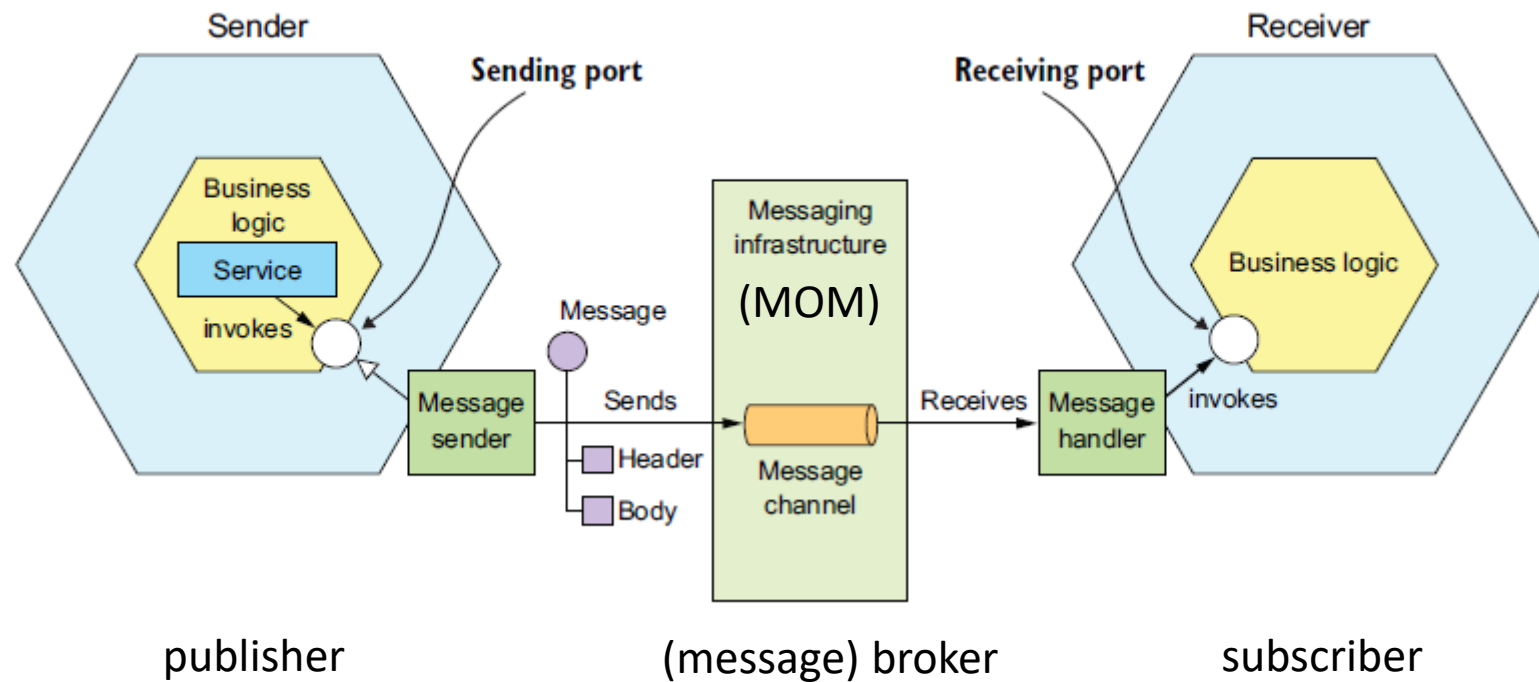 Sender
Receiver
Sending port
Receiving port
Business
logic
Service
invokes
Message
sender
Message
Header
Body
Sends
Messaging
infrastructure
(MOM)
Message
channel
Receives
Message
handler
invokes
Business logic
publisher
(message) broker
subscriber